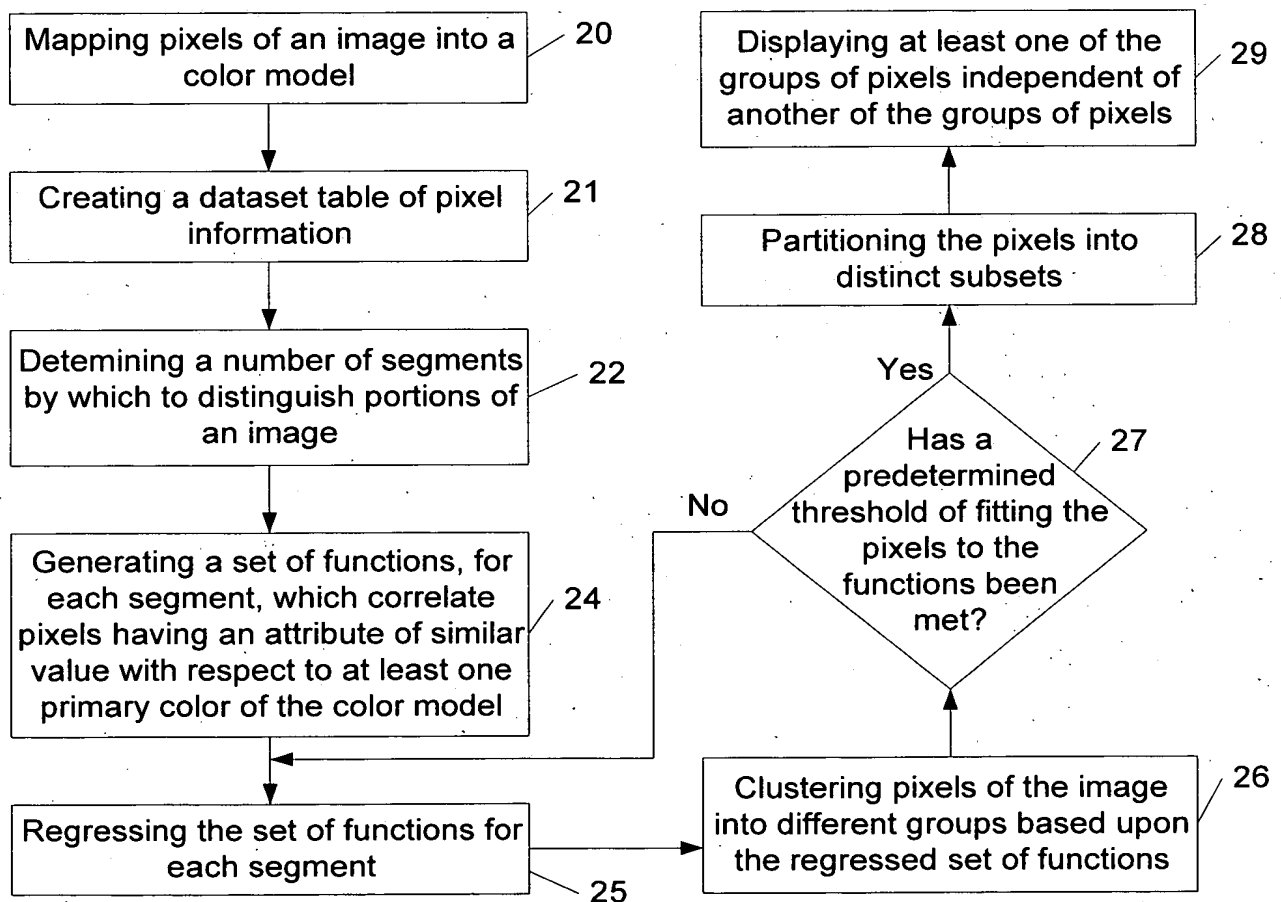 Mapping pixels of an image into a
color model
20
Creating a dataset table of pixel
information
21
Detemining a number of segments
by which to distinguish portions of
an image
22
Generating a set of functions, for
each segment, which correlate
pixels having an attribute of similar
value with respect to at least one
primary color of the color model
24
Regressing the set of functions for
each segment
25
Clustering pixels of the image
into different groups based upon
the regressed set of functions
26
Has a
predetermined
threshold of fitting the
pixels to the
functions been
met?
27
No
Yes
Partitioning the pixels into
distinct subsets
28
Displaying at least one of the
groups of pixels independent of
another of the groups of pixels
29